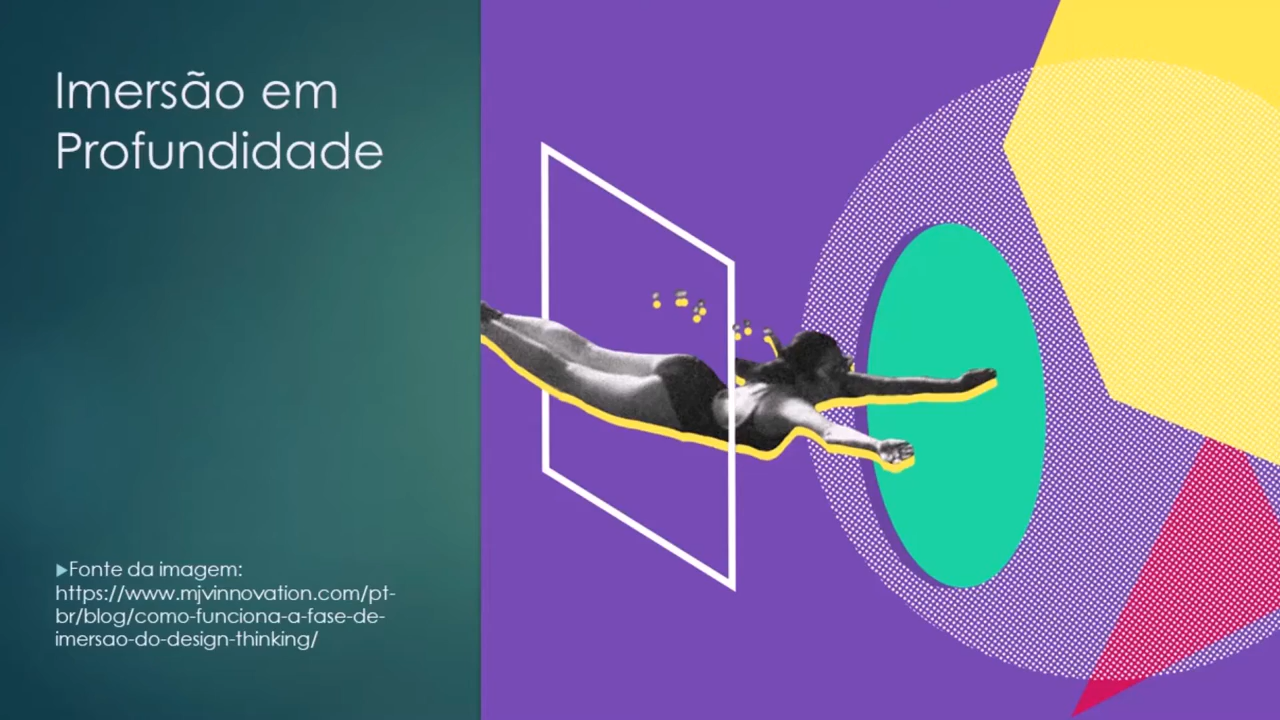 Imersão em
Profundidade
Fonte da imagem:
https://www.mjvinnovation.com/pt-
br/blog/como-funciona-a-fase-de-
imersao-do-design-thinking/